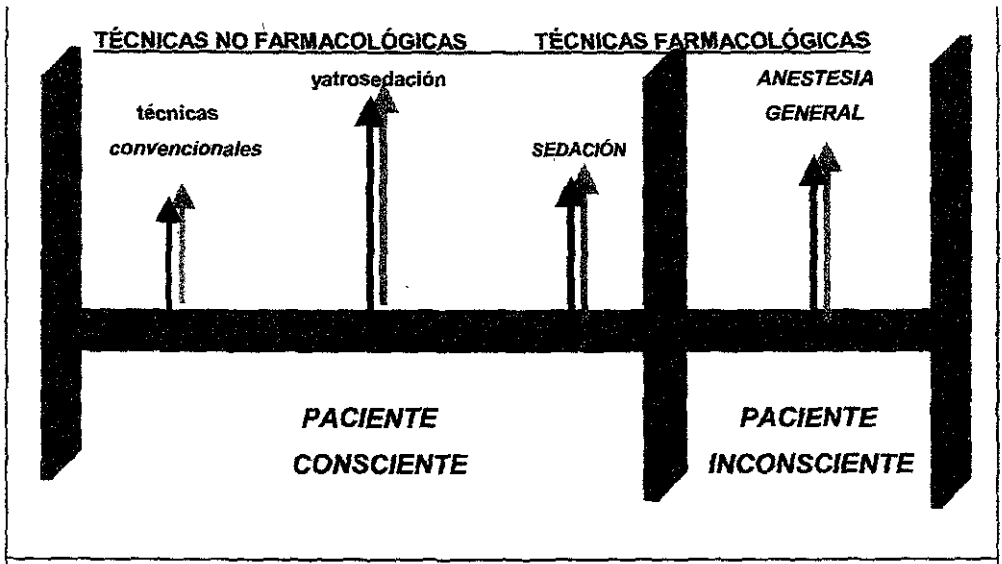 TÉCNICAS NO FARMACOLÓGICAS
TÉCNICAS FARMACOLÓGICAS
técnicas
convencionales
yatrosedación
SEDACIÓN
ANESTESIA
GENERAL
PACIENTE
CONSCIENTE
PACIENTE
INCONSCIENTE